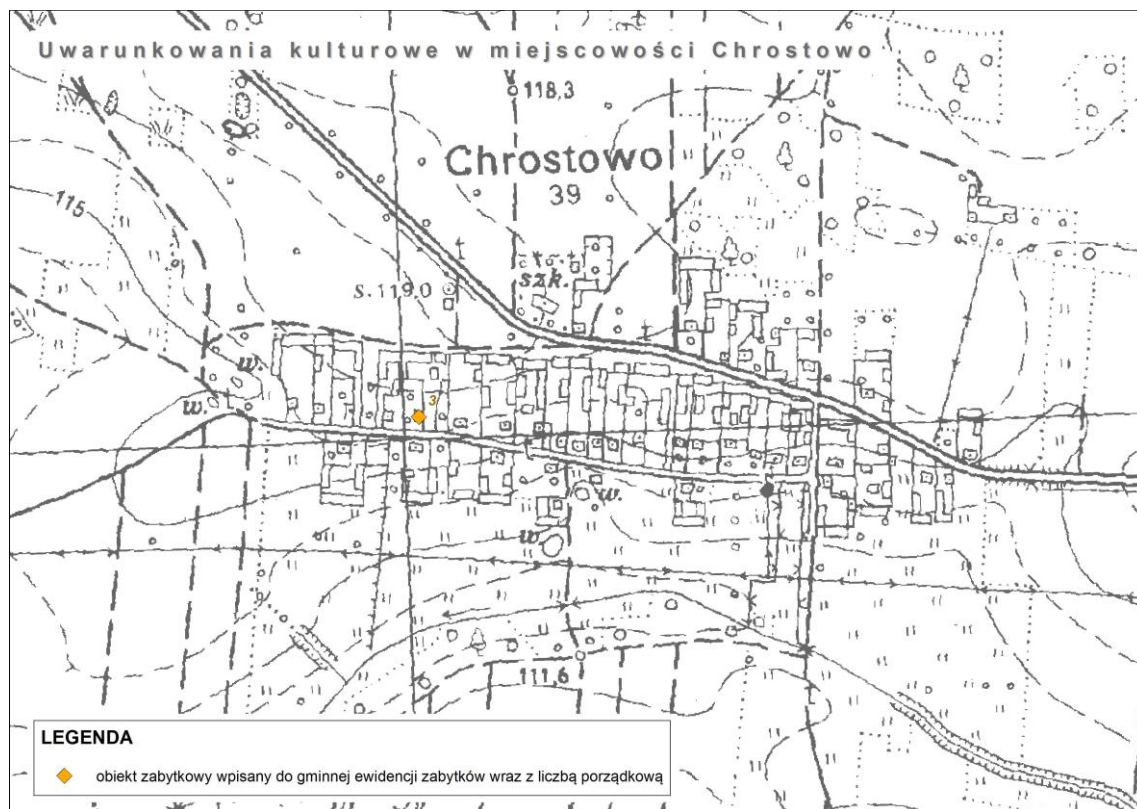 Uwarunkowania kulturowe w miejscowości Chrostowo
118,3
Chrostowo
39
115
szk.
s. 119,0
w.
3
w.
w.
w.
111,6
LEGENDA
obiekt zabytkowy wpisany do gminnej ewidencji zabytków wraz z liczbą porządkową